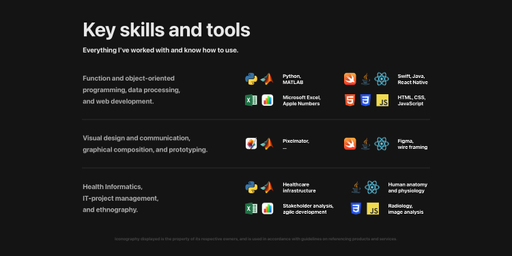 Key skills and tools
Everything I've worked with and know how to use.
Function and object-oriented
programming, data processing,
and web development.
Python,
MATLAB
Swift, Java,
React Native
Microsoft Excel,
Apple Numbers
HTML, CSS,
JavaScript
JS
Visual design and communication,
graphical composition, and prototyping.
Pixelmator,
...
Figma,
wire framing
Health Informatics,
IT-project management,
and ethnography.
Healthcare
infrastructure
Human anatomy
and physiology
Stakeholder analysis,
agile development
JS
Radiology,
image analysis